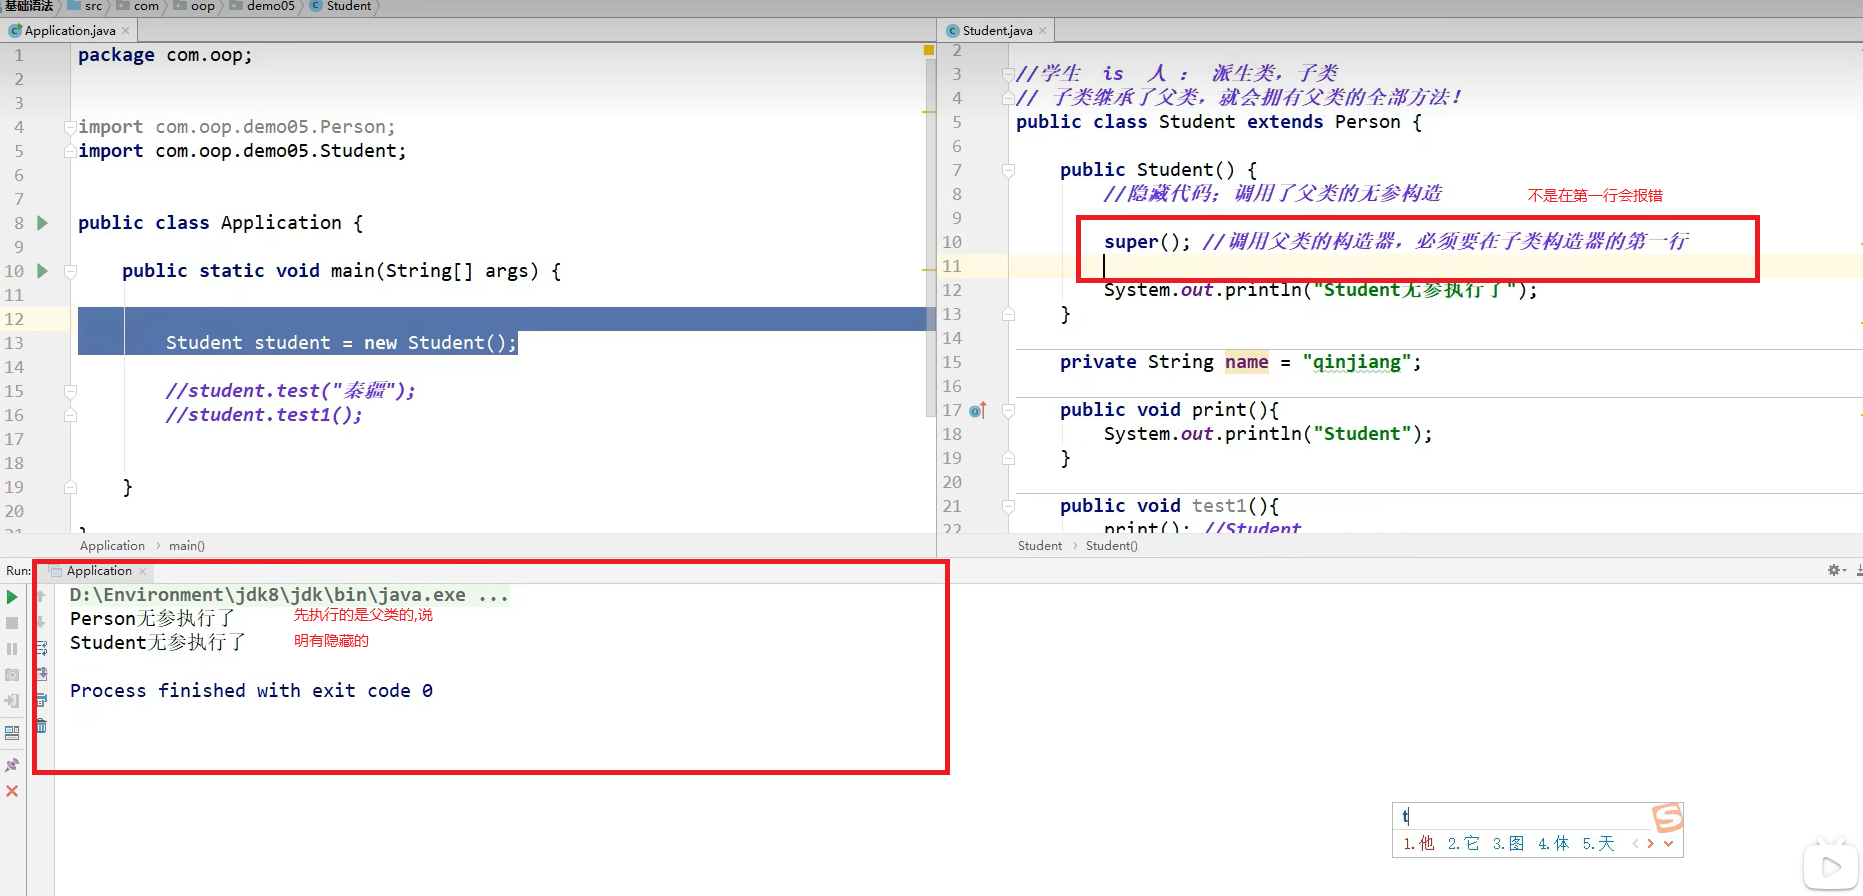 基础语法 src com oop demo05 Student
Application.java
1 package com.oop;
2
3
4 import com.oop.demo05.Person;
5 import com.oop.demo05.Student;
6
7
8 public class Application {
9
10 public static void main(String[] args) {
11
12
13 Student student = new Student();
14
15 //student.test("秦疆");
16 //student.test1();
17
18
19 }
20
21 }
Application › main()
Student.java
2
3 //学生 is 人 : 派生类，子类
4 // 子类继承了父类，就会拥有父类的全部方法！
5 public class Student extends Person {
6
7 public Student() {
8 //隐藏代码；调用了父类的无参构造 不是在第一行会报错
9
10 super(); //调用父类的构造器，必须要在子类构造器的第一行
11
12 System.out.println("Student无参执行了");
13 }
14
15 private String name = "qinjiang";
16
17 public void print(){
18 System.out.println("Student");
19 }
20
21 public void test1(){
22 print(); //Student
Student › Student()
Run: Application
D:\Environment\jdk8\jdk\bin\java.exe ...
Person无参执行了 先执行的是父类的,说
Student无参执行了 明有隐藏的
Process finished with exit code 0
t
1.他 2.它 3.图 4.体 5.天